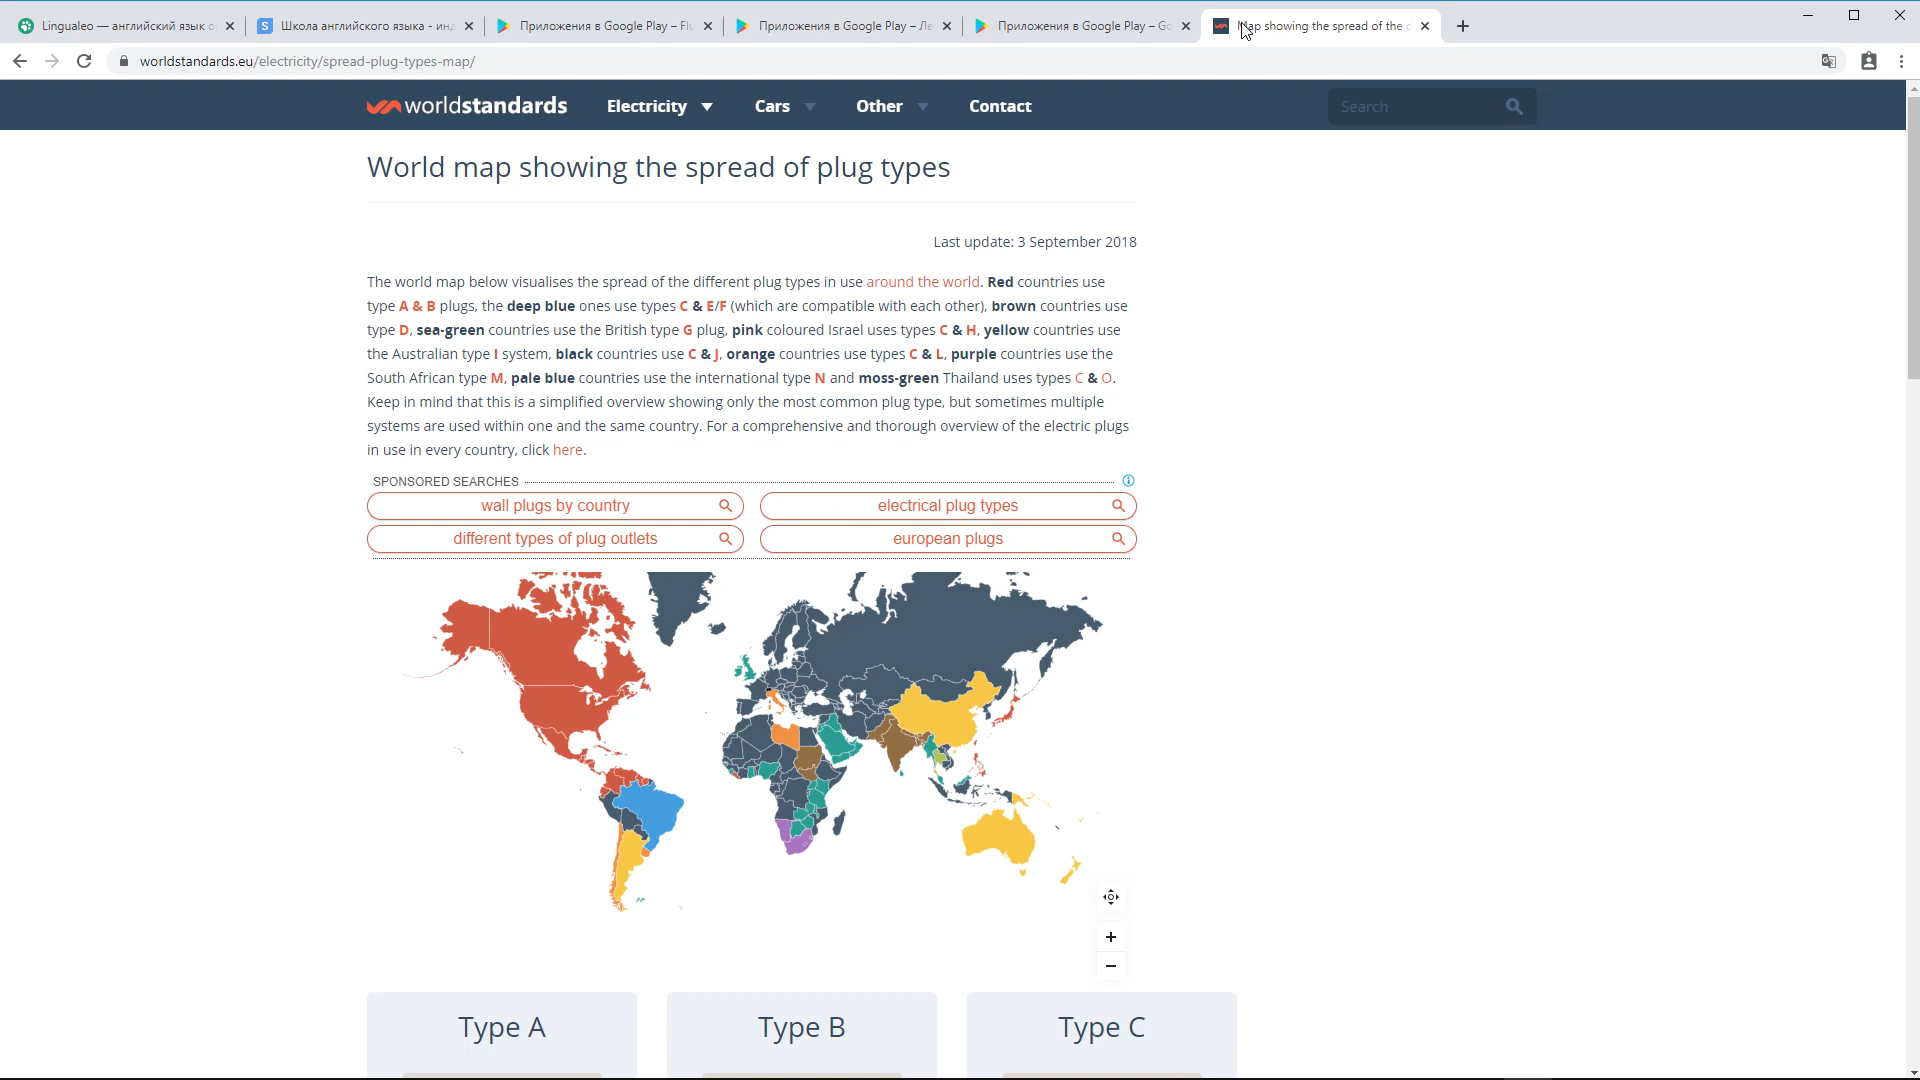 Lingualeo — английский язык о
Школа английского языка - инд
Приложения в Google Play – Flu
Приложения в Google Play – Ле
Приложения в Google Play – Go
Map showing the spread of the d
worldstandards.eu/electricity/spread-plug-types-map/
worldstandards
Electricity
Cars
Other
Contact
Search
World map showing the spread of plug types
Last update: 3 September 2018
The world map below visualises the spread of the different plug types in use around the world. Red countries use
type A & B plugs, the deep blue ones use types C & E/F (which are compatible with each other), brown countries use
type D, sea-green countries use the British type G plug, pink coloured Israel uses types C & H, yellow countries use
the Australian type I system, black countries use C & J, orange countries use types C & L, purple countries use the
South African type M, pale blue countries use the international type N and moss-green Thailand uses types C & O.
Keep in mind that this is a simplified overview showing only the most common plug type, but sometimes multiple
systems are used within one and the same country. For a comprehensive and thorough overview of the electric plugs
in use in every country, click here.
SPONSORED SEARCHES
wall plugs by country
electrical plug types
different types of plug outlets
european plugs
Type A
Type B
Type C